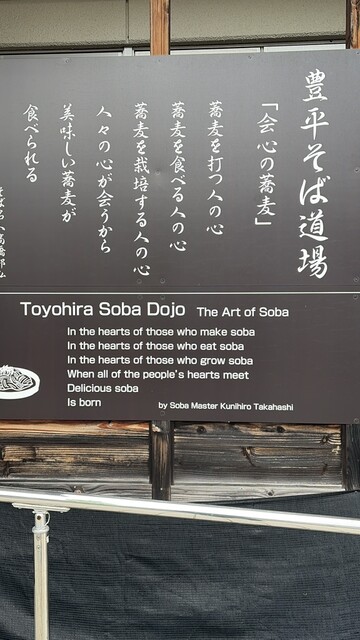 豊平そば道場
「会心の蕎麦」
蕎麦を打つ人の心
蕎麦を食べる人の心
蕎麦を栽培する人の心
人々の心が会うから
美味しい蕎麦が
食べられる
Toyohira Soba Dojo The Art of Soba
In the hearts of those who make soba
In the hearts of those who eat soba
In the hearts of those who grow soba
When all of the people's hearts meet
Delicious soba
Is born
by Soba Master Kunihiro Takahashi